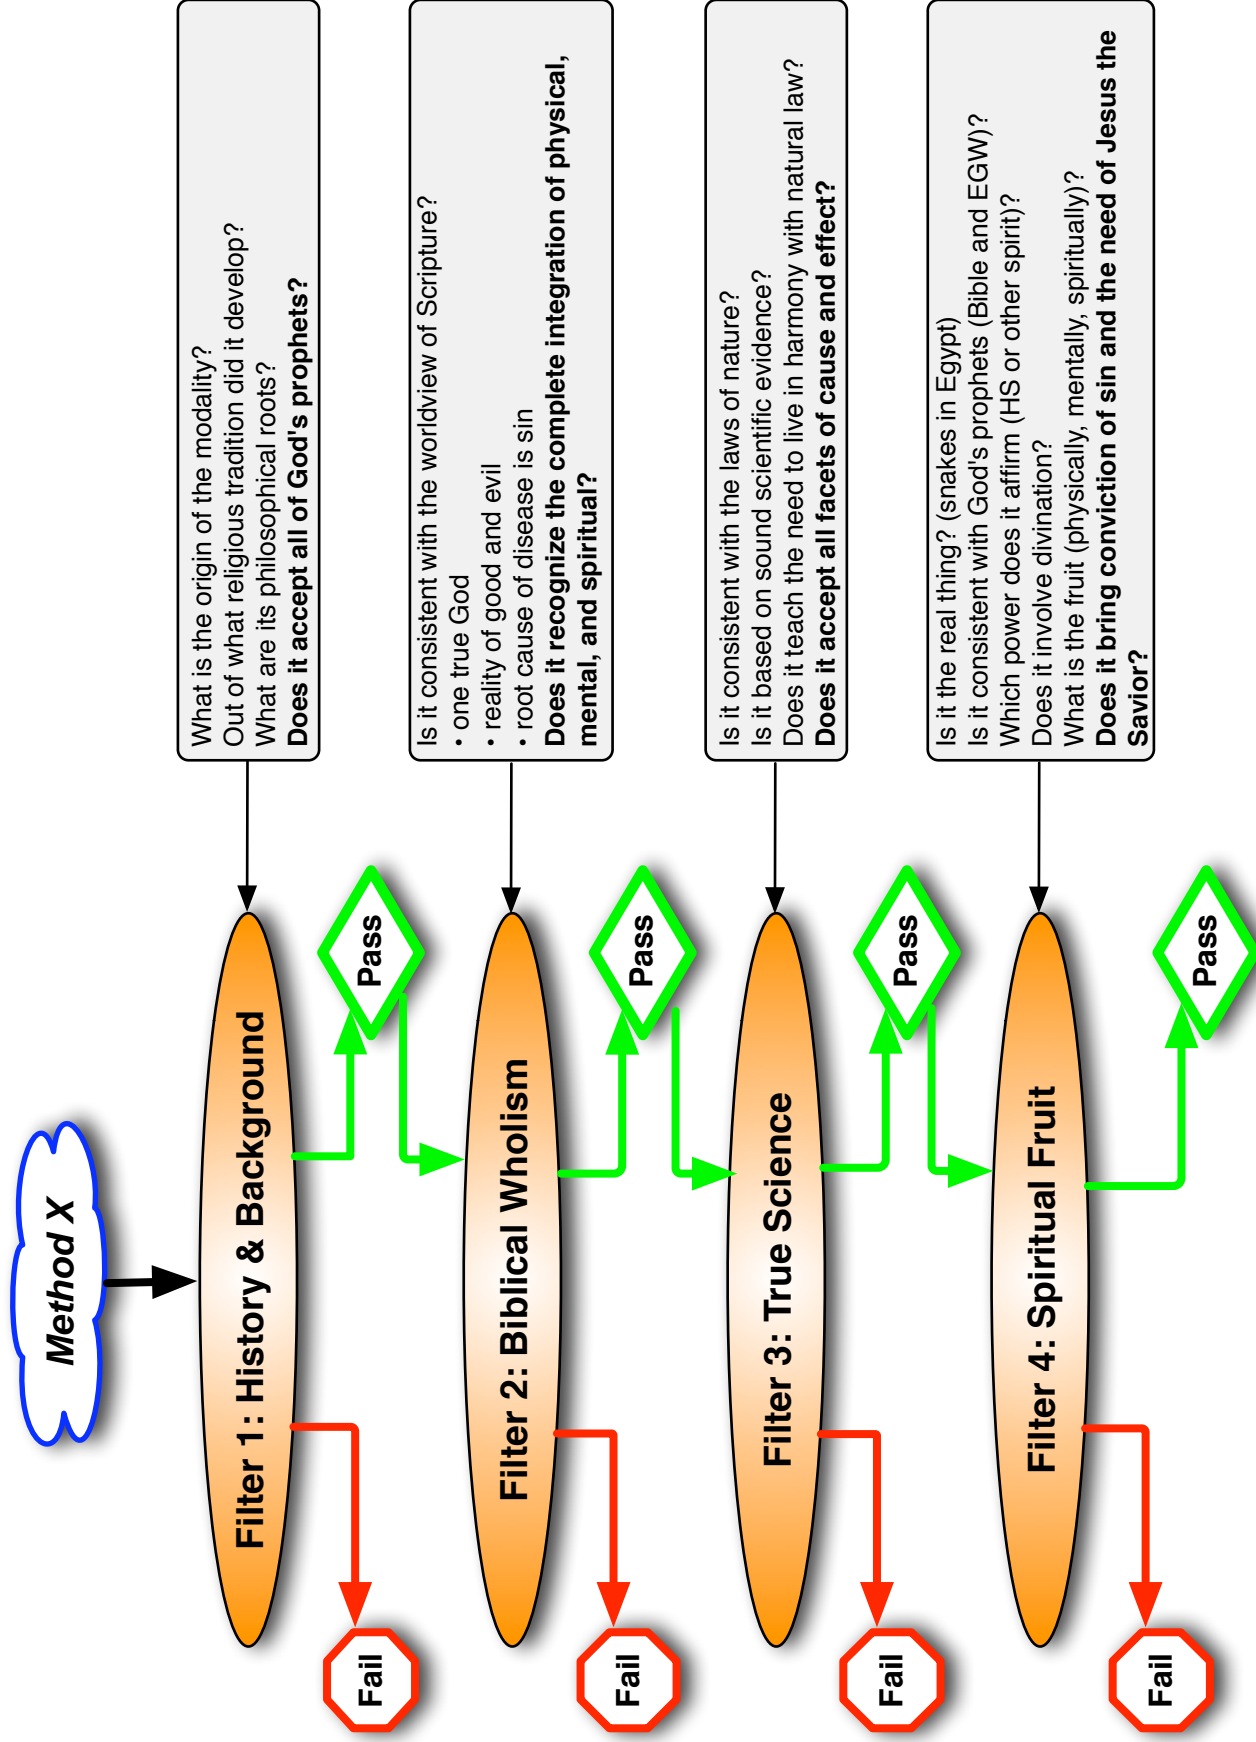 Method X
Filter 1: History & Background
What is the origin of the modality?
Out of what religious tradition did it develop?
What are its philosophical roots?
Does it accept all of God's prophets?
Fail
Pass
Filter 2: Biblical Wholism
Is it consistent with the worldview of Scripture?
• one true God
• reality of good and evil
• root cause of disease is sin
Does it recognize the complete integration of physical,
mental, and spiritual?
Fail
Pass
Filter 3: True Science
Is it consistent with the laws of nature?
Is it based on sound scientific evidence?
Does it teach the need to live in harmony with natural law?
Does it accept all facets of cause and effect?
Fail
Pass
Filter 4: Spiritual Fruit
Is it the real thing? (snakes in Egypt)
Is it consistent with God's prophets (Bible and EGW)?
Which power does it affirm (HS or other spirit)?
Does it involve divination?
What is the fruit (physically, mentally, spiritually)?
Does it bring conviction of sin and the need of Jesus the
Savior?
Fail
Pass